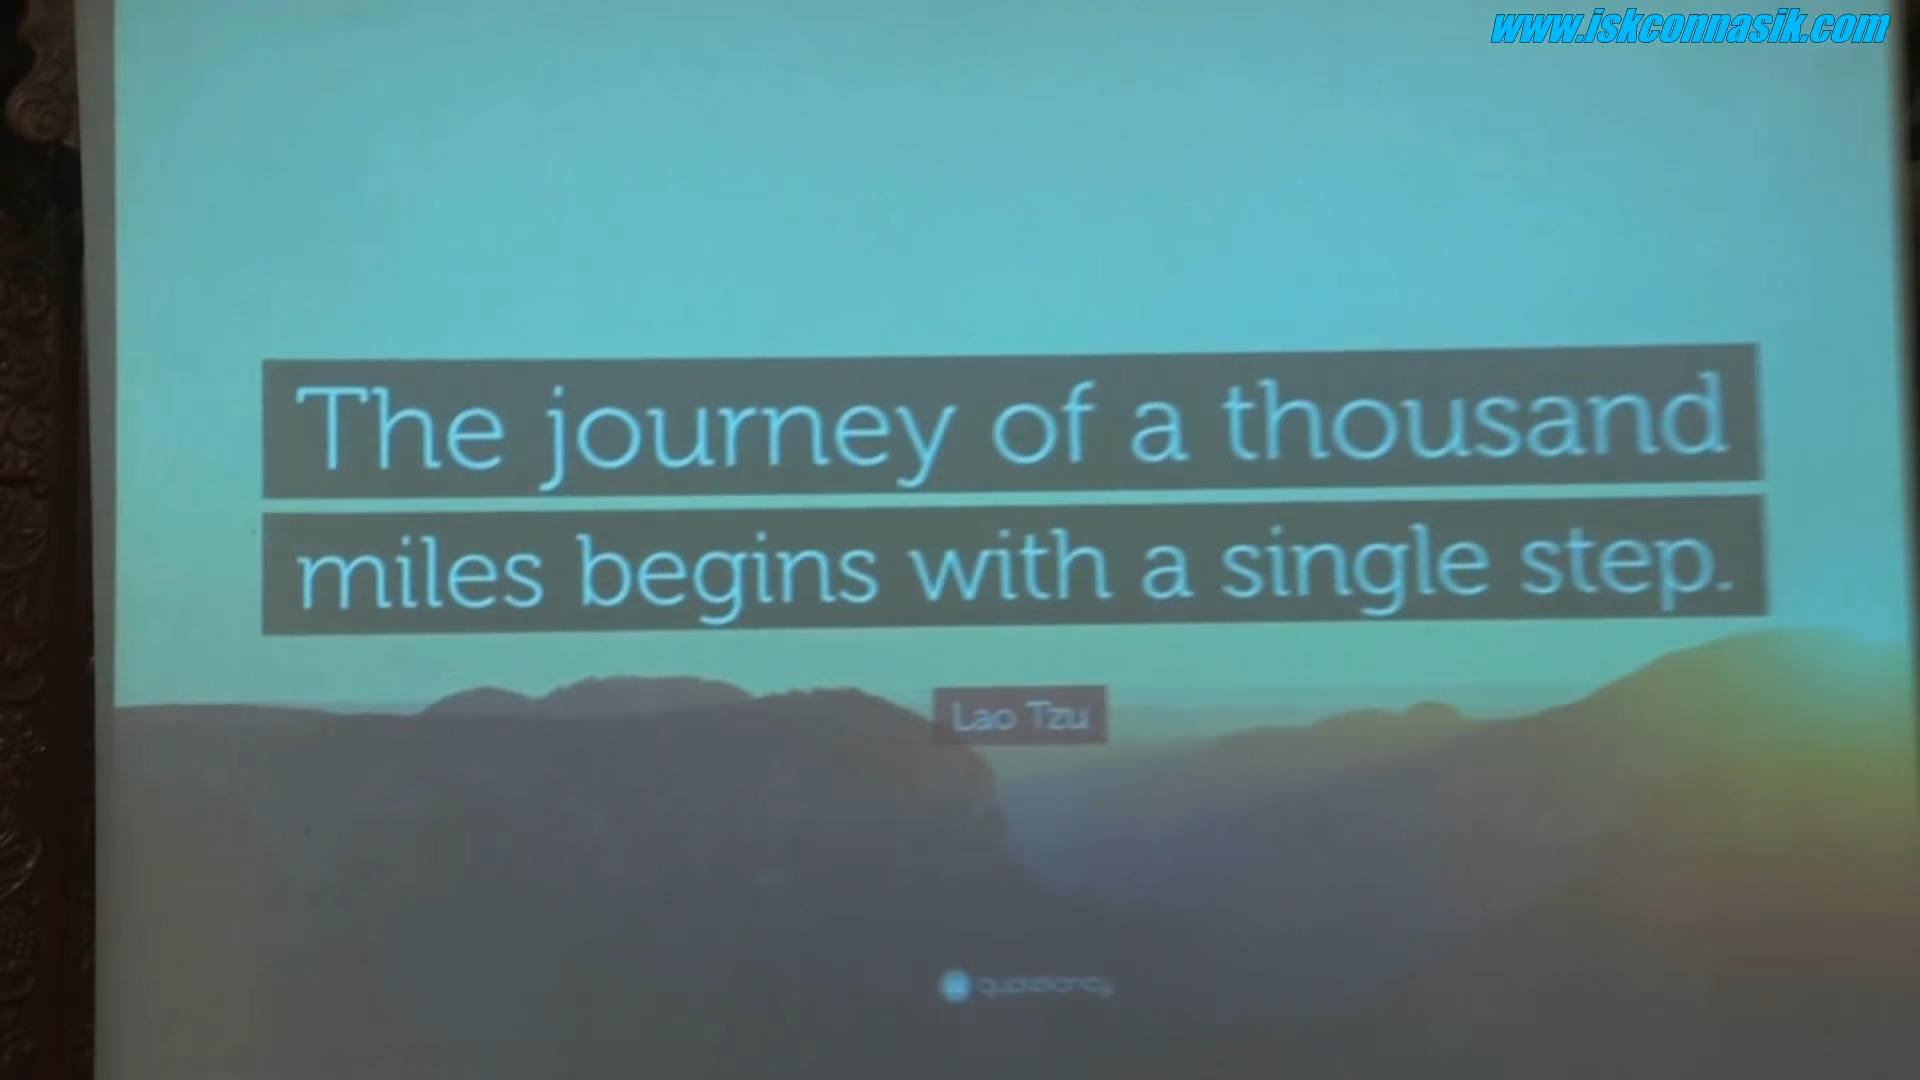 www.iskconnasik.com
The journey of a thousand
miles begins with a single step.
Lao Tzu